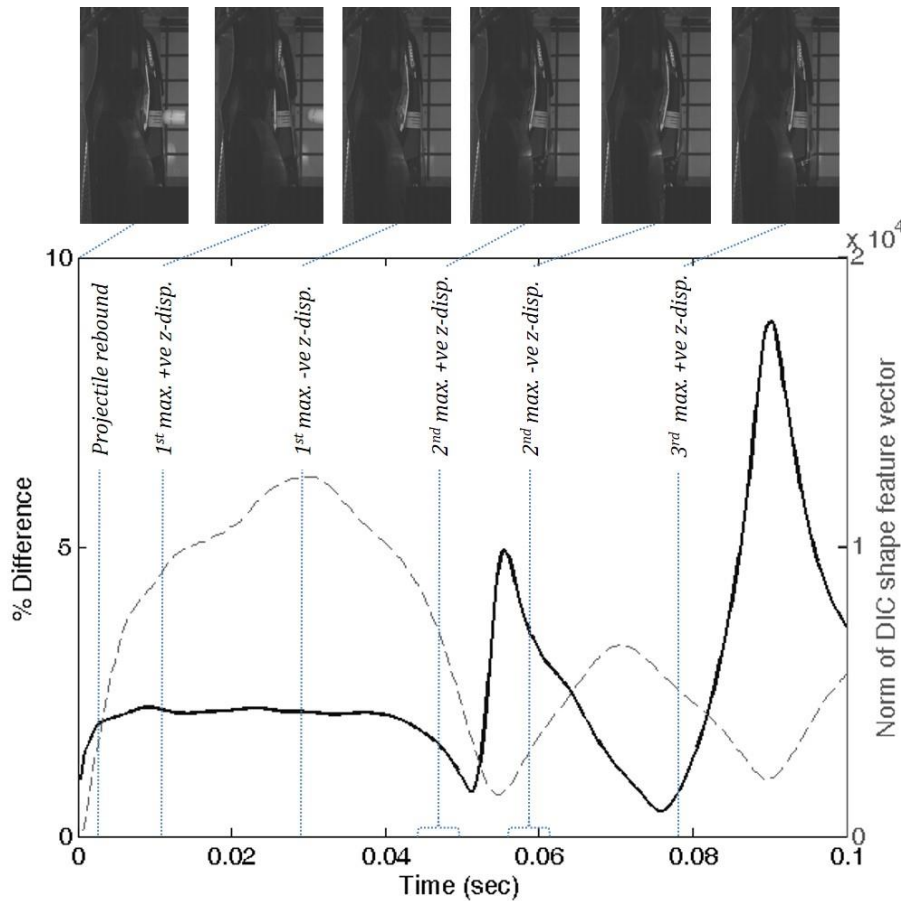 x 10⁴
10
2
Projectile rebound
1ˢᵗ max. +ve z-disp.
1ˢᵗ max. -ve z-disp.
2ⁿᵈ max. +ve z-disp.
2ⁿᵈ max. -ve z-disp.
3ʳᵈ max. +ve z-disp.
% Difference
Norm of DIC shape feature vector
5
1
0
0
0
0.02
0.04
0.06
0.08
0.1
Time (sec)